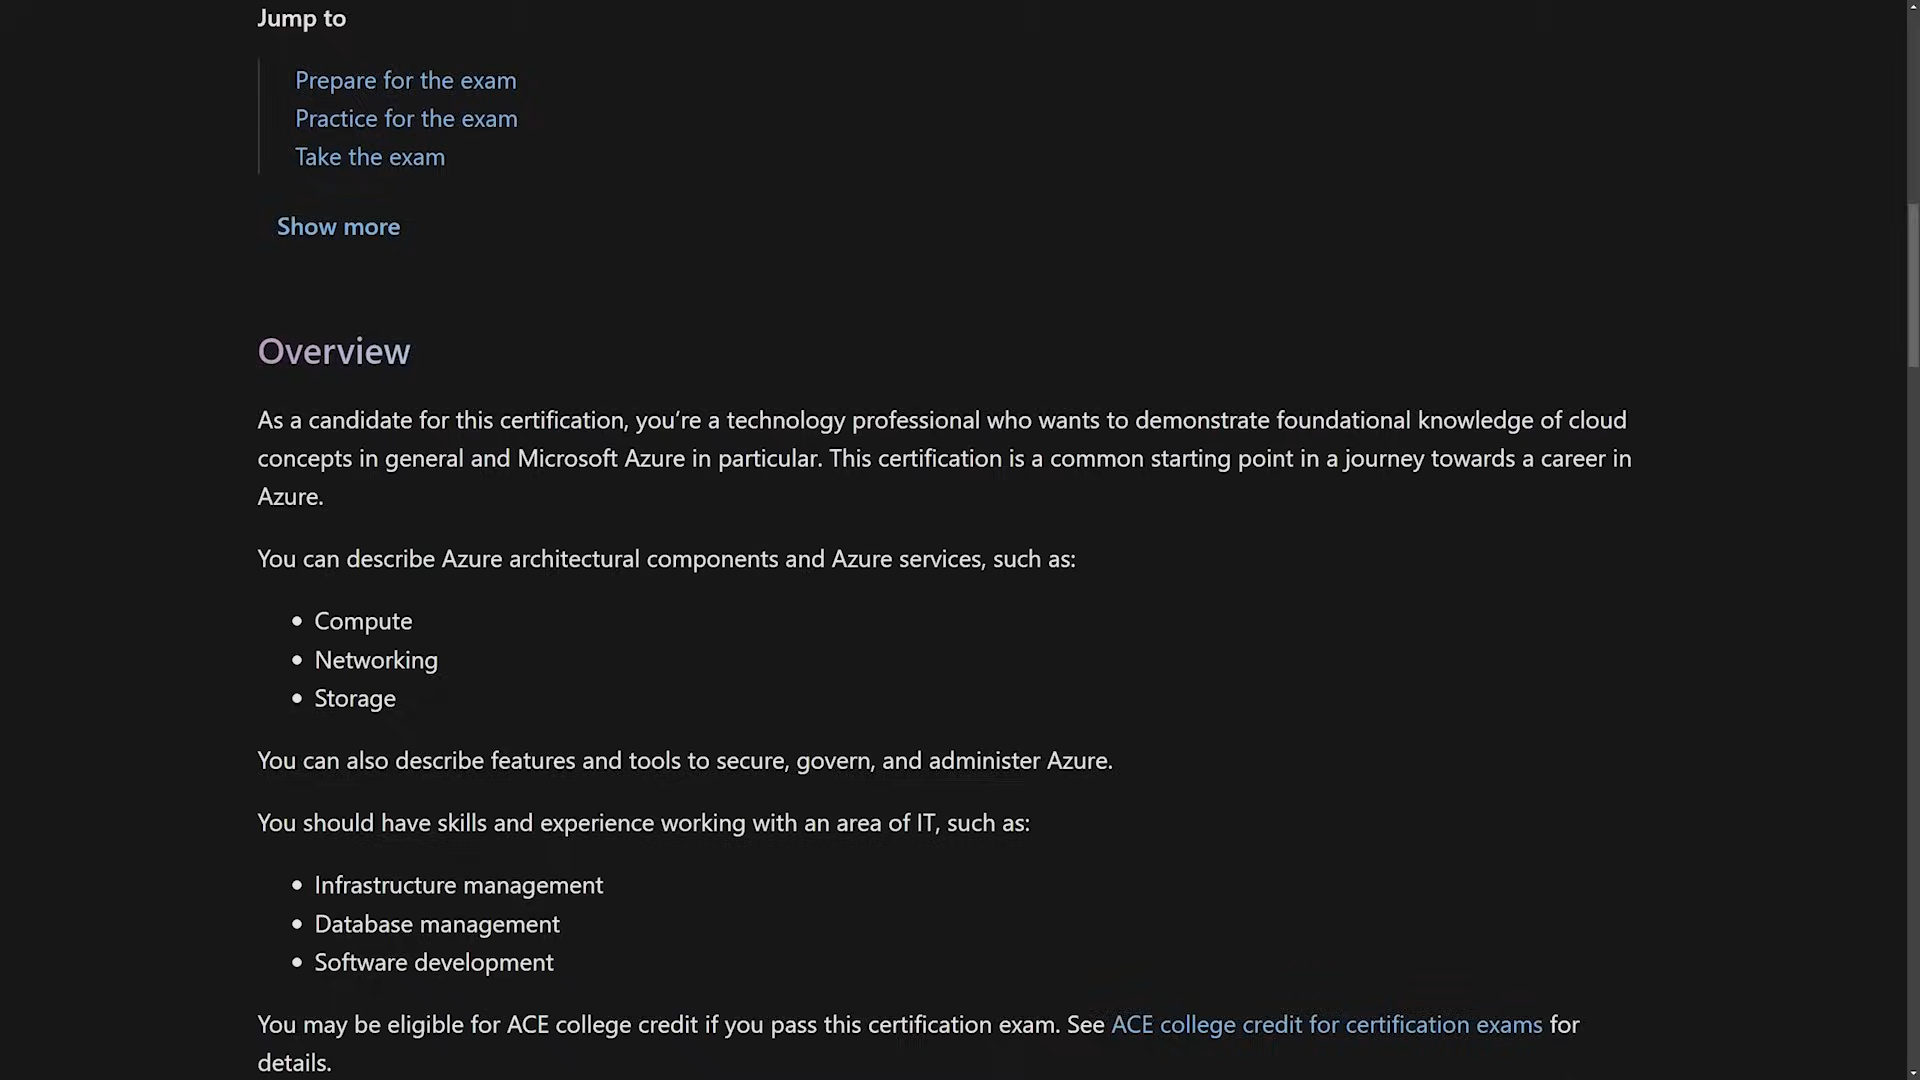 Jump to
Prepare for the exam
Practice for the exam
Take the exam
Show more
Overview
As a candidate for this certification, you’re a technology professional who wants to demonstrate foundational knowledge of cloud
concepts in general and Microsoft Azure in particular. This certification is a common starting point in a journey towards a career in
Azure.
You can describe Azure architectural components and Azure services, such as:
• Compute
• Networking
• Storage
You can also describe features and tools to secure, govern, and administer Azure.
You should have skills and experience working with an area of IT, such as:
• Infrastructure management
• Database management
• Software development
You may be eligible for ACE college credit if you pass this certification exam. See ACE college credit for certification exams for
details.